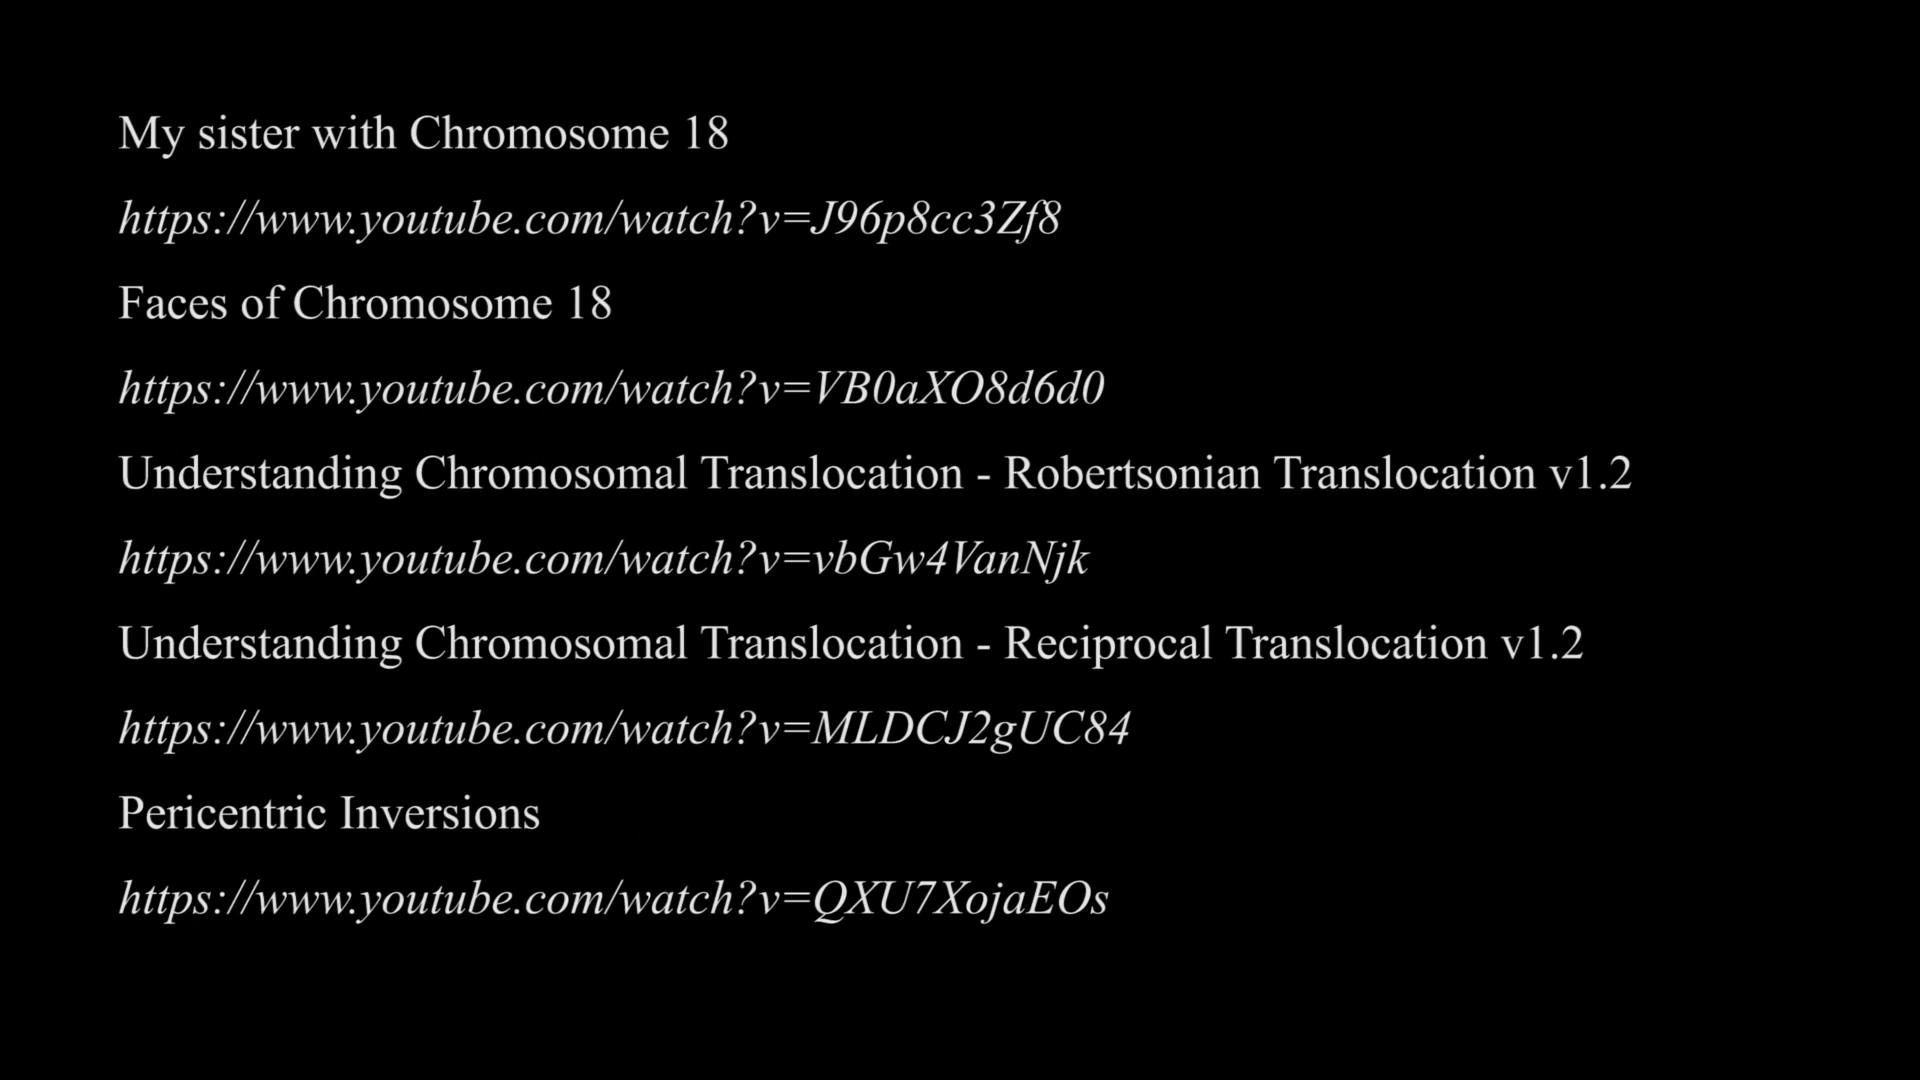 My sister with Chromosome 18
https://www.youtube.com/watch?v=J96p8cc3Zf8
Faces of Chromosome 18
https://www.youtube.com/watch?v=VB0aXO8d6d0
Understanding Chromosomal Translocation - Robertsonian Translocation v1.2
https://www.youtube.com/watch?v=vbGw4VanNjk
Understanding Chromosomal Translocation - Reciprocal Translocation v1.2
https://www.youtube.com/watch?v=MLDCJ2gUC84
Pericentric Inversions
https://www.youtube.com/watch?v=QXU7XojaEOs